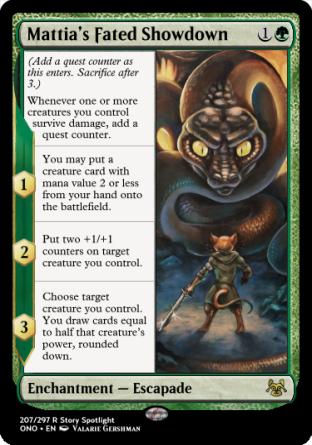 Mattia's Fated Showdown 1
(Add a quest counter as
this enters. Sacrifice after
3.)
Whenever one or more
creatures you control
survive damage, add a
quest counter.
1
You may put a
creature card with
mana value 2 or less
from your hand onto
the battlefield.
2
Put two +1/+1
counters on target
creature you control.
3
Choose target
creature you control.
You draw cards equal
to half that creature's
power, rounded
down.
Enchantment — Escapade
207/297 R Story Spotlight
ONO • EN Valarie Gershman